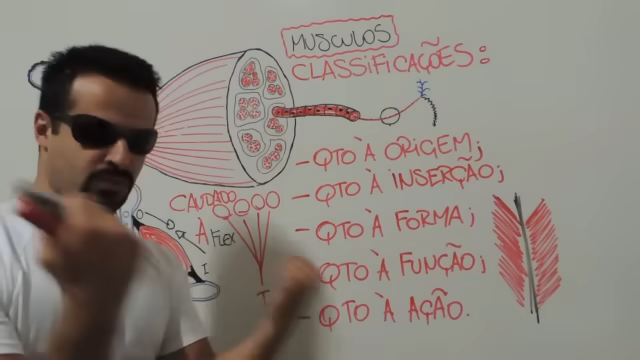 MUSCULOS
CLASSIFICAÇÕES:
- QTO À ORIGEM;
- QTO À INSERÇÃO;
- QTO À FORMA;
QTO À FUNÇÃO;
- QTO À AÇÃO.
CAUDADO
À FLEX
O
I
T